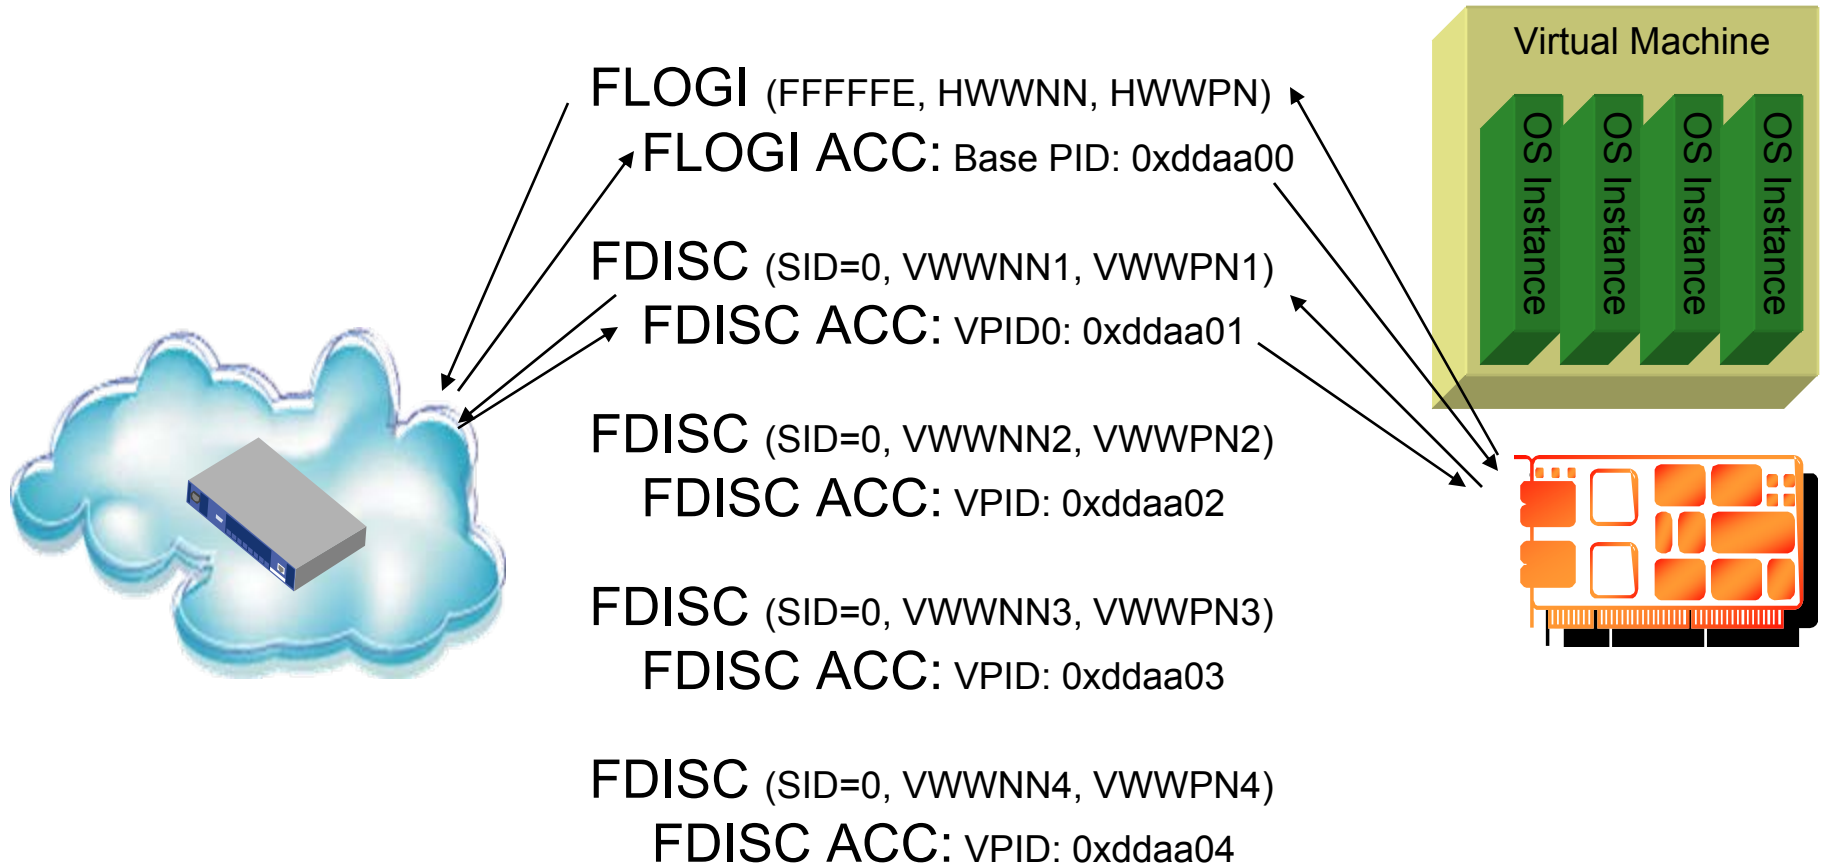 Virtual Machine
OS Instance
OS Instance
OS Instance
OS Instance
FLOGI (FFFFFE, HWWNN, HWWPN)
FLOGI ACC: Base PID: 0xddaa00
FDISC (SID=0, VWWNN1, VWWPN1)
FDISC ACC: VPID0: 0xddaa01
FDISC (SID=0, VWWNN2, VWWPN2)
FDISC ACC: VPID: 0xddaa02
FDISC (SID=0, VWWNN3, VWWPN3)
FDISC ACC: VPID: 0xddaa03
FDISC (SID=0, VWWNN4, VWWPN4)
FDISC ACC: VPID: 0xddaa04